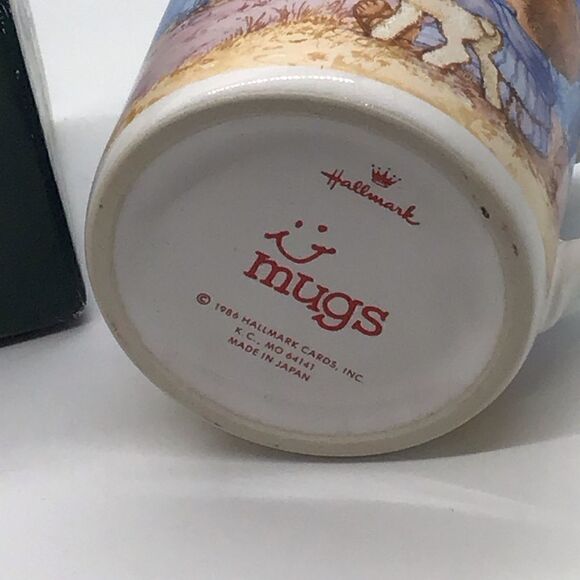 Hallmark
mugs
© 1986 HALLMARK CARDS, INC.
K. C., MO 64141
MADE IN JAPAN